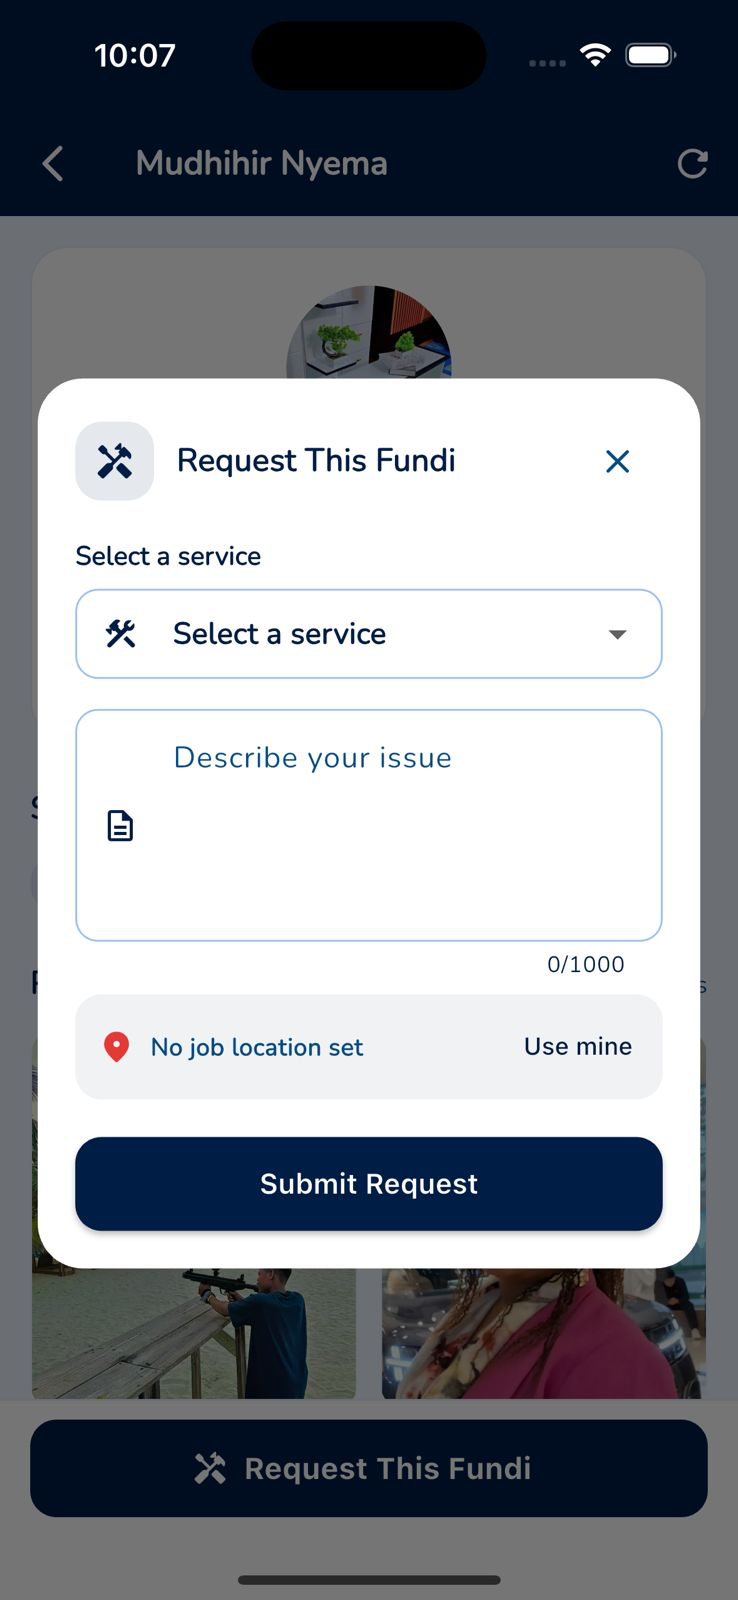 10:07
Mudhihir Nyema
Request This Fundi
Select a service
Select a service
Describe your issue
0/1000
No job location set
Use mine
Submit Request
Request This Fundi